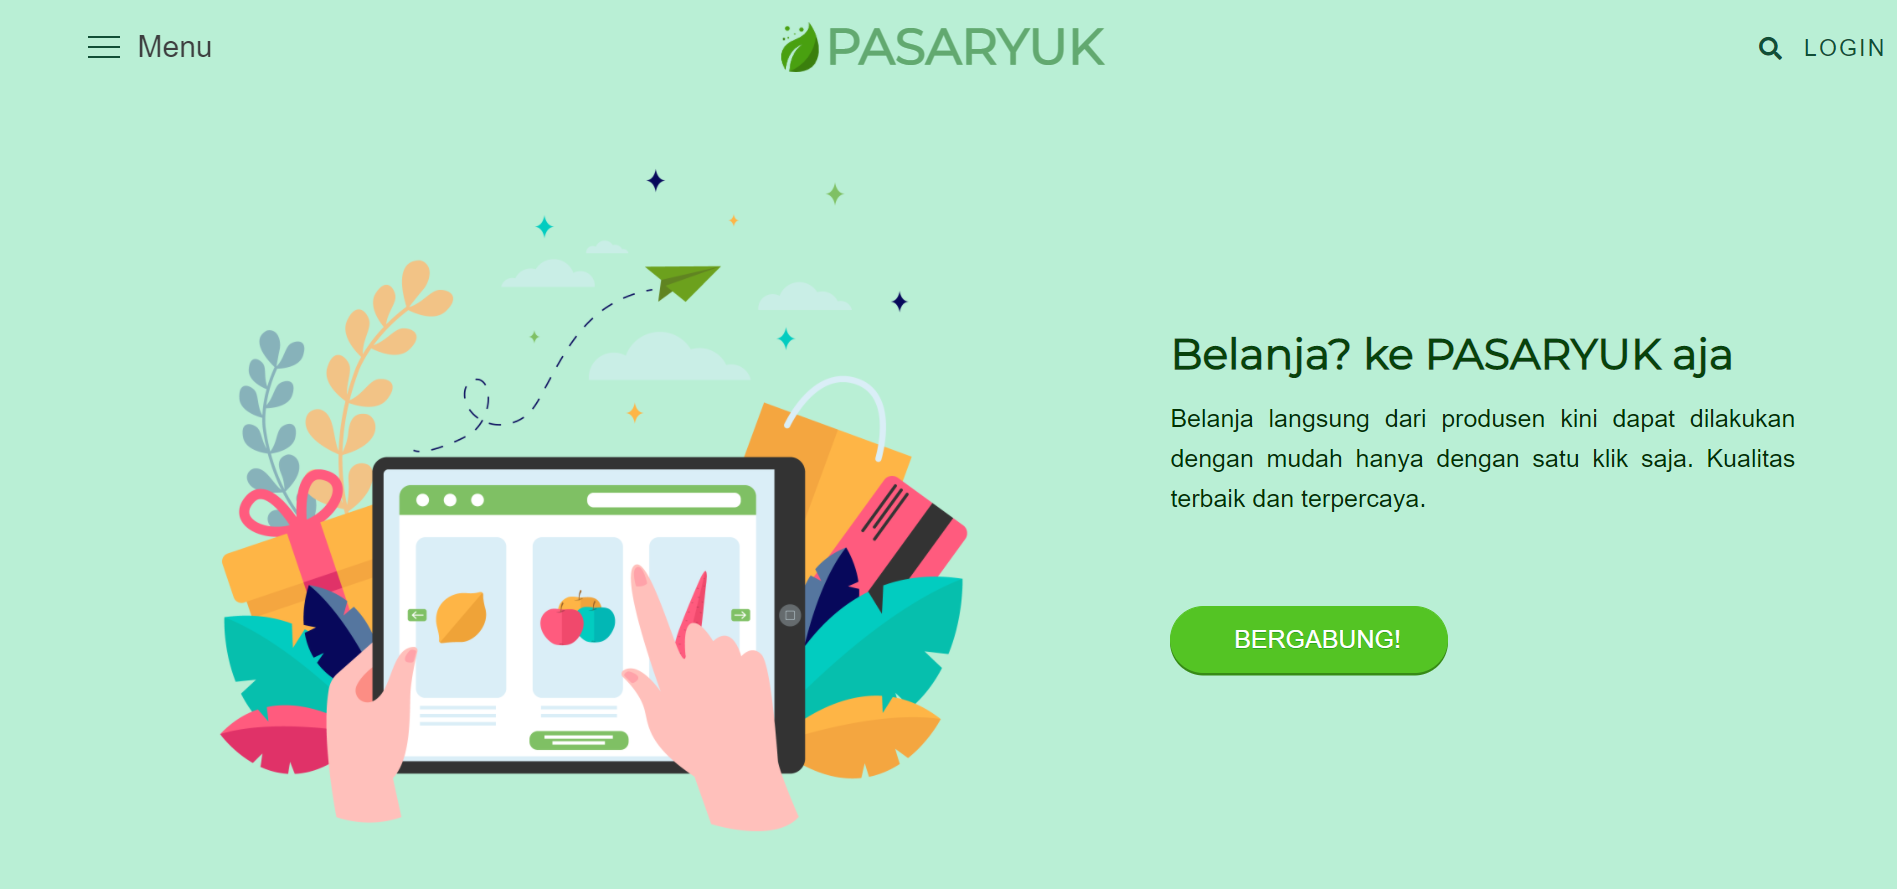 Menu
PASARYUK
LOGIN
Belanja? ke PASARYUK aja
Belanja langsung dari produsen kini dapat dilakukan
dengan mudah hanya dengan satu klik saja. Kualitas
terbaik dan terpercaya.
BERGABUNG!